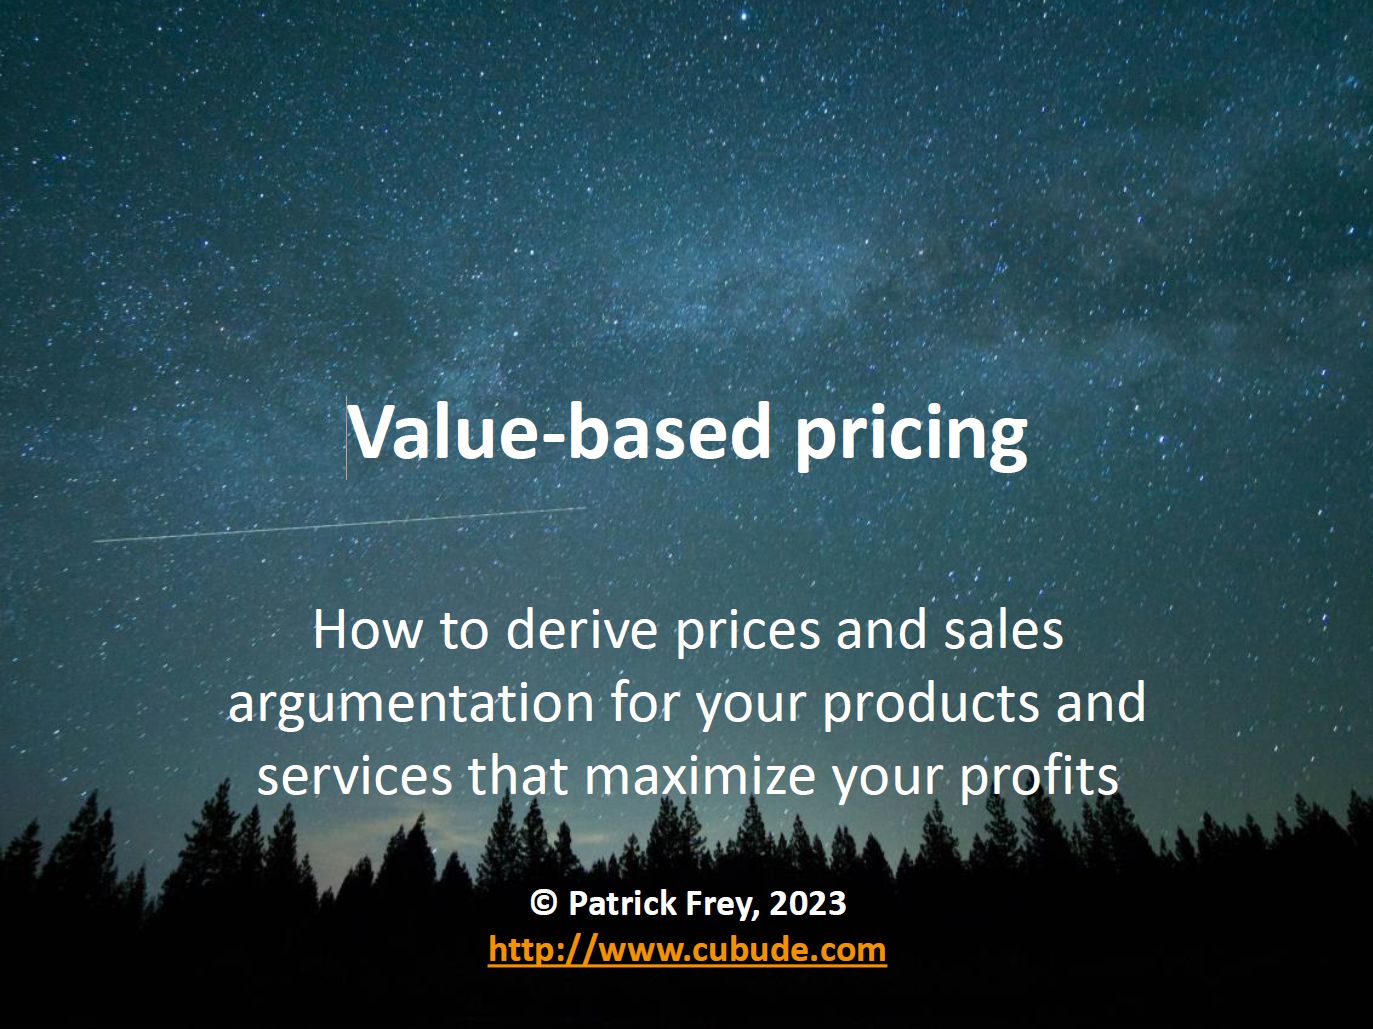 Value-based pricing
How to derive prices and sales
argumentation for your products and
services that maximize your profits
© Patrick Frey, 2023
http://www.cubude.com